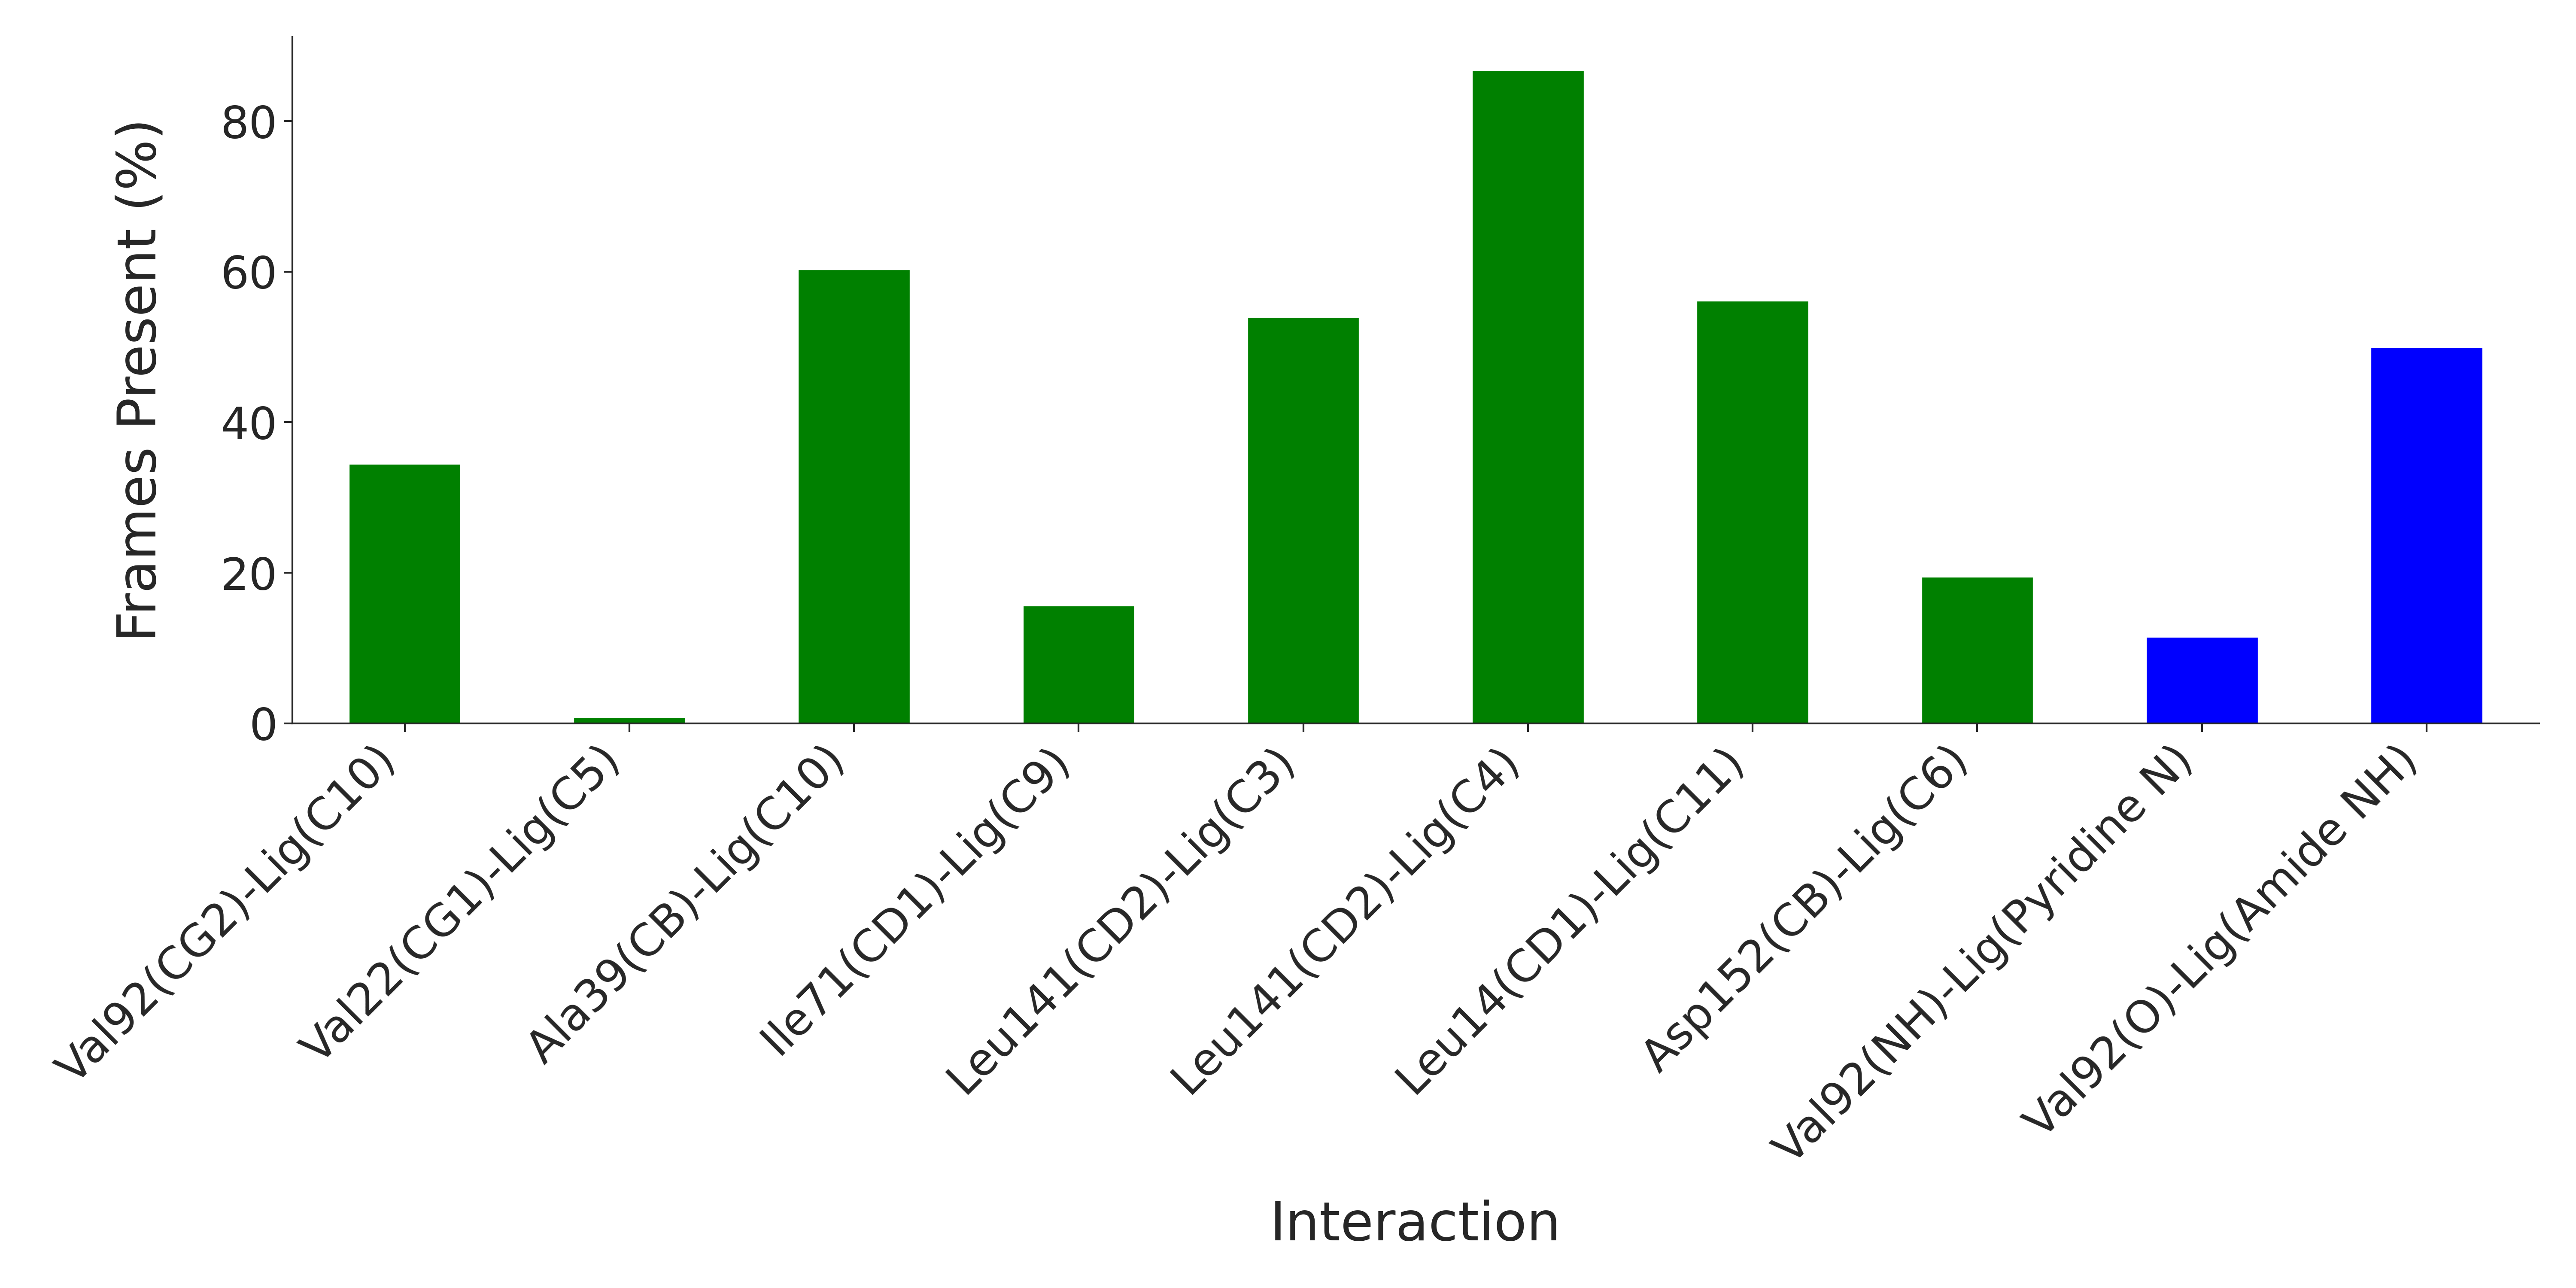 Frames Present (%)
80
60
40
20
0
Val92(CG2)-Lig(C10)
Val22(CG1)-Lig(C5)
Ala39(CB)-Lig(C10)
Ile71(CD1)-Lig(C9)
Leu141(CD2)-Lig(C3)
Leu141(CD2)-Lig(C4)
Leu14(CD1)-Lig(C11)
Asp152(CB)-Lig(C6)
Val92(NH)-Lig(Pyridine N)
Val92(O)-Lig(Amide NH)
Interaction